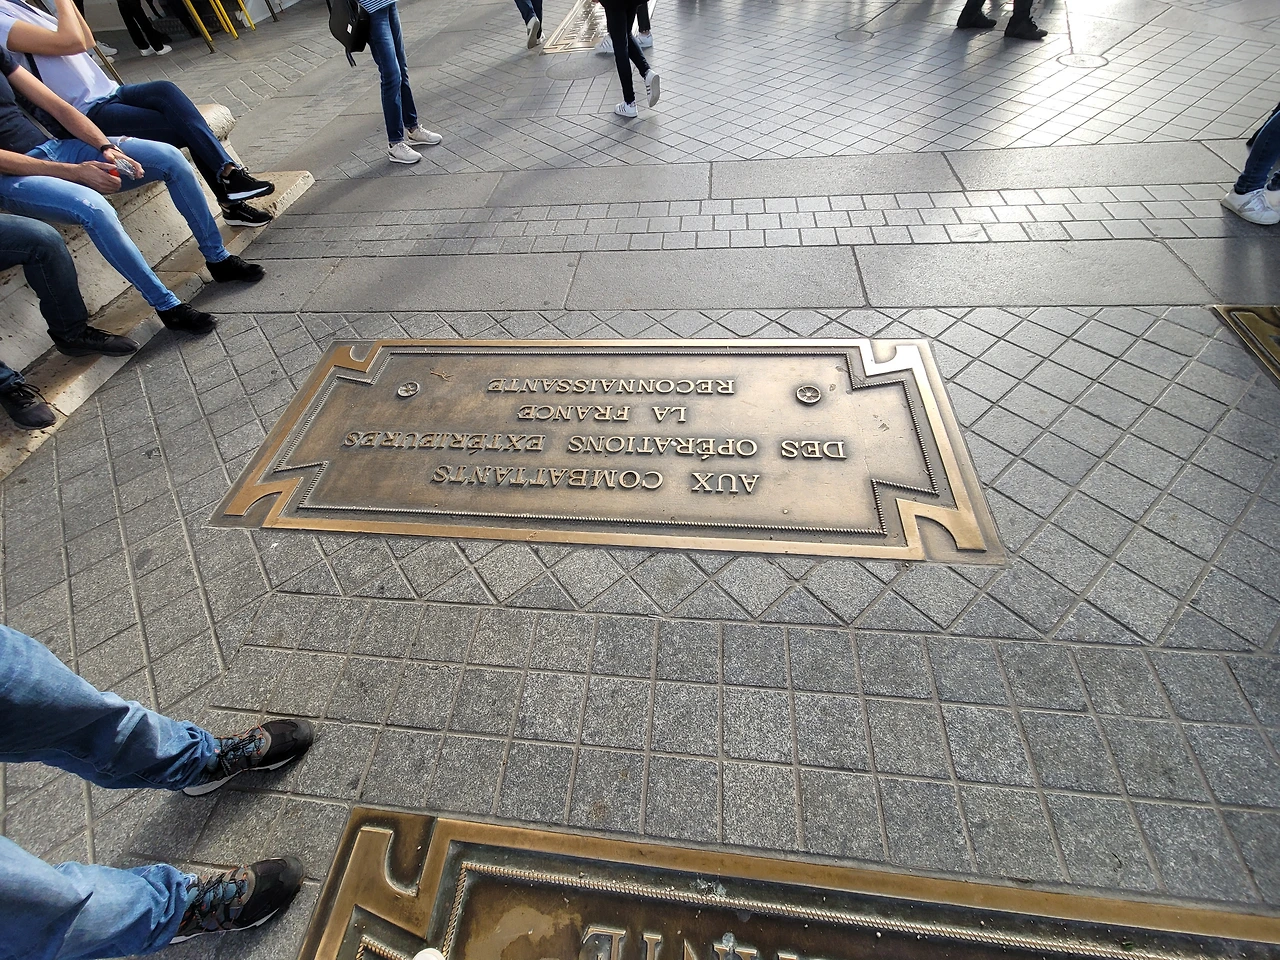 AUX COMBATTANTS
DES OPÉRATIONS EXTÉRIEURES
LA FRANCE
RECONNAISSANTE